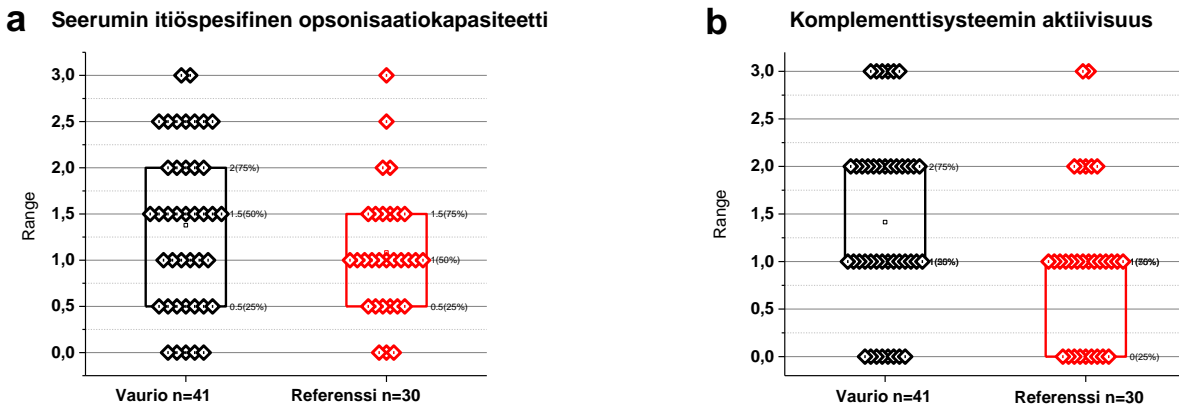 a Seerumin itiöspesifinen opsonisaatiokapasiteetti
3,0
2,5
2,0
1,5
1,0
0,5
0,0
Range
2(75%)
1.5(50%)
0.5(25%)
1.5(75%)
1(50%)
0.5(25%)
Vaurio n=41
Referenssi n=30
b Komplementtisysteemin aktiivisuus
3,0
2,5
2,0
1,5
1,0
0,5
0,0
Range
2(75%)
0(25%)
Vaurio n=41
Referenssi n=30